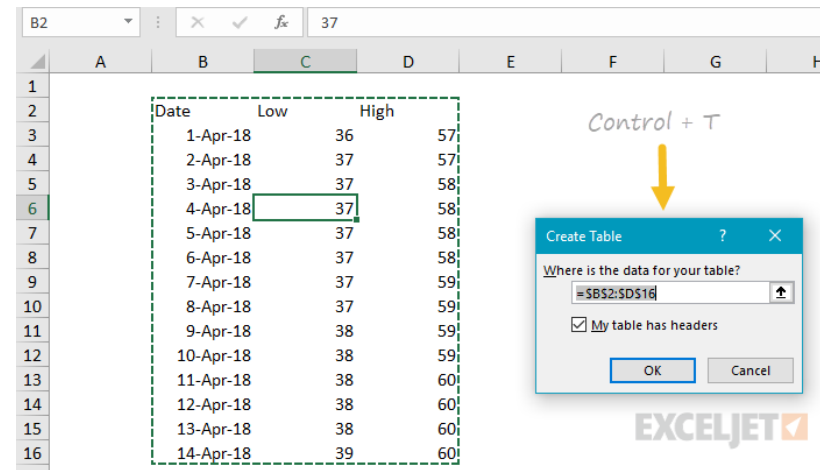 B2 fx 37
A B C D E F G H
1
2 Date Low High
3 1-Apr-18 36 57
4 2-Apr-18 37 57
5 3-Apr-18 37 58
6 4-Apr-18 37 58
7 5-Apr-18 37 58
8 6-Apr-18 37 58
9 7-Apr-18 37 59
10 8-Apr-18 37 59
11 9-Apr-18 38 59
12 10-Apr-18 38 59
13 11-Apr-18 38 60
14 12-Apr-18 38 60
15 13-Apr-18 38 60
16 14-Apr-18 39 60
Control + T
Create Table ?
Where is the data for your table?
=$B$2:$D$16
My table has headers
OK Cancel
EXCELJET